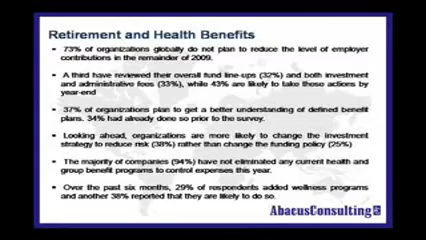 Retirement and Health Benefits
73% of organizations globally do not plan to reduce the level of employer
contributions in the remainder of 2009.
A third have reviewed their overall fund line-ups (32%) and both investment
and administrative fees (33%), while 43% are likely to take those actions by
year-end
37% of organizations plan to get a better understanding of defined benefit
plans. 34% had already done so prior to the survey.
Looking ahead, organizations are more likely to change the investment
strategy to reduce risk (38%) rather than change the funding policy (25%)
The majority of companies (94%) have not eliminated any current health and
group benefit programs to control expenses this year.
Over the past six months, 29% of respondents added wellness programs
and another 38% reported that they are likely to do so.
AbacusConsulting